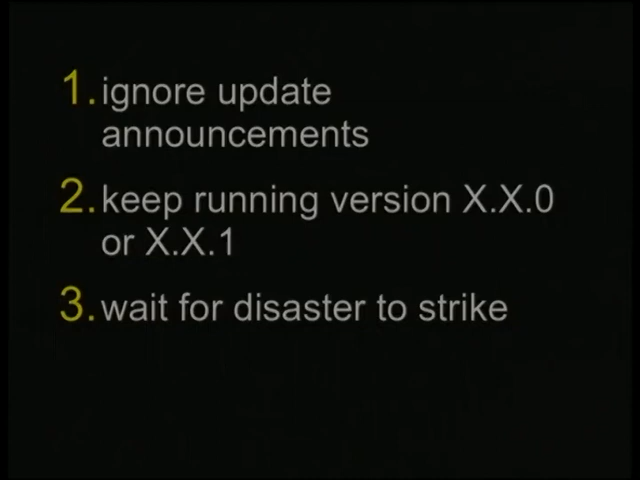 1. ignore update
announcements
2. keep running version X.X.0
or X.X.1
3. wait for disaster to strike